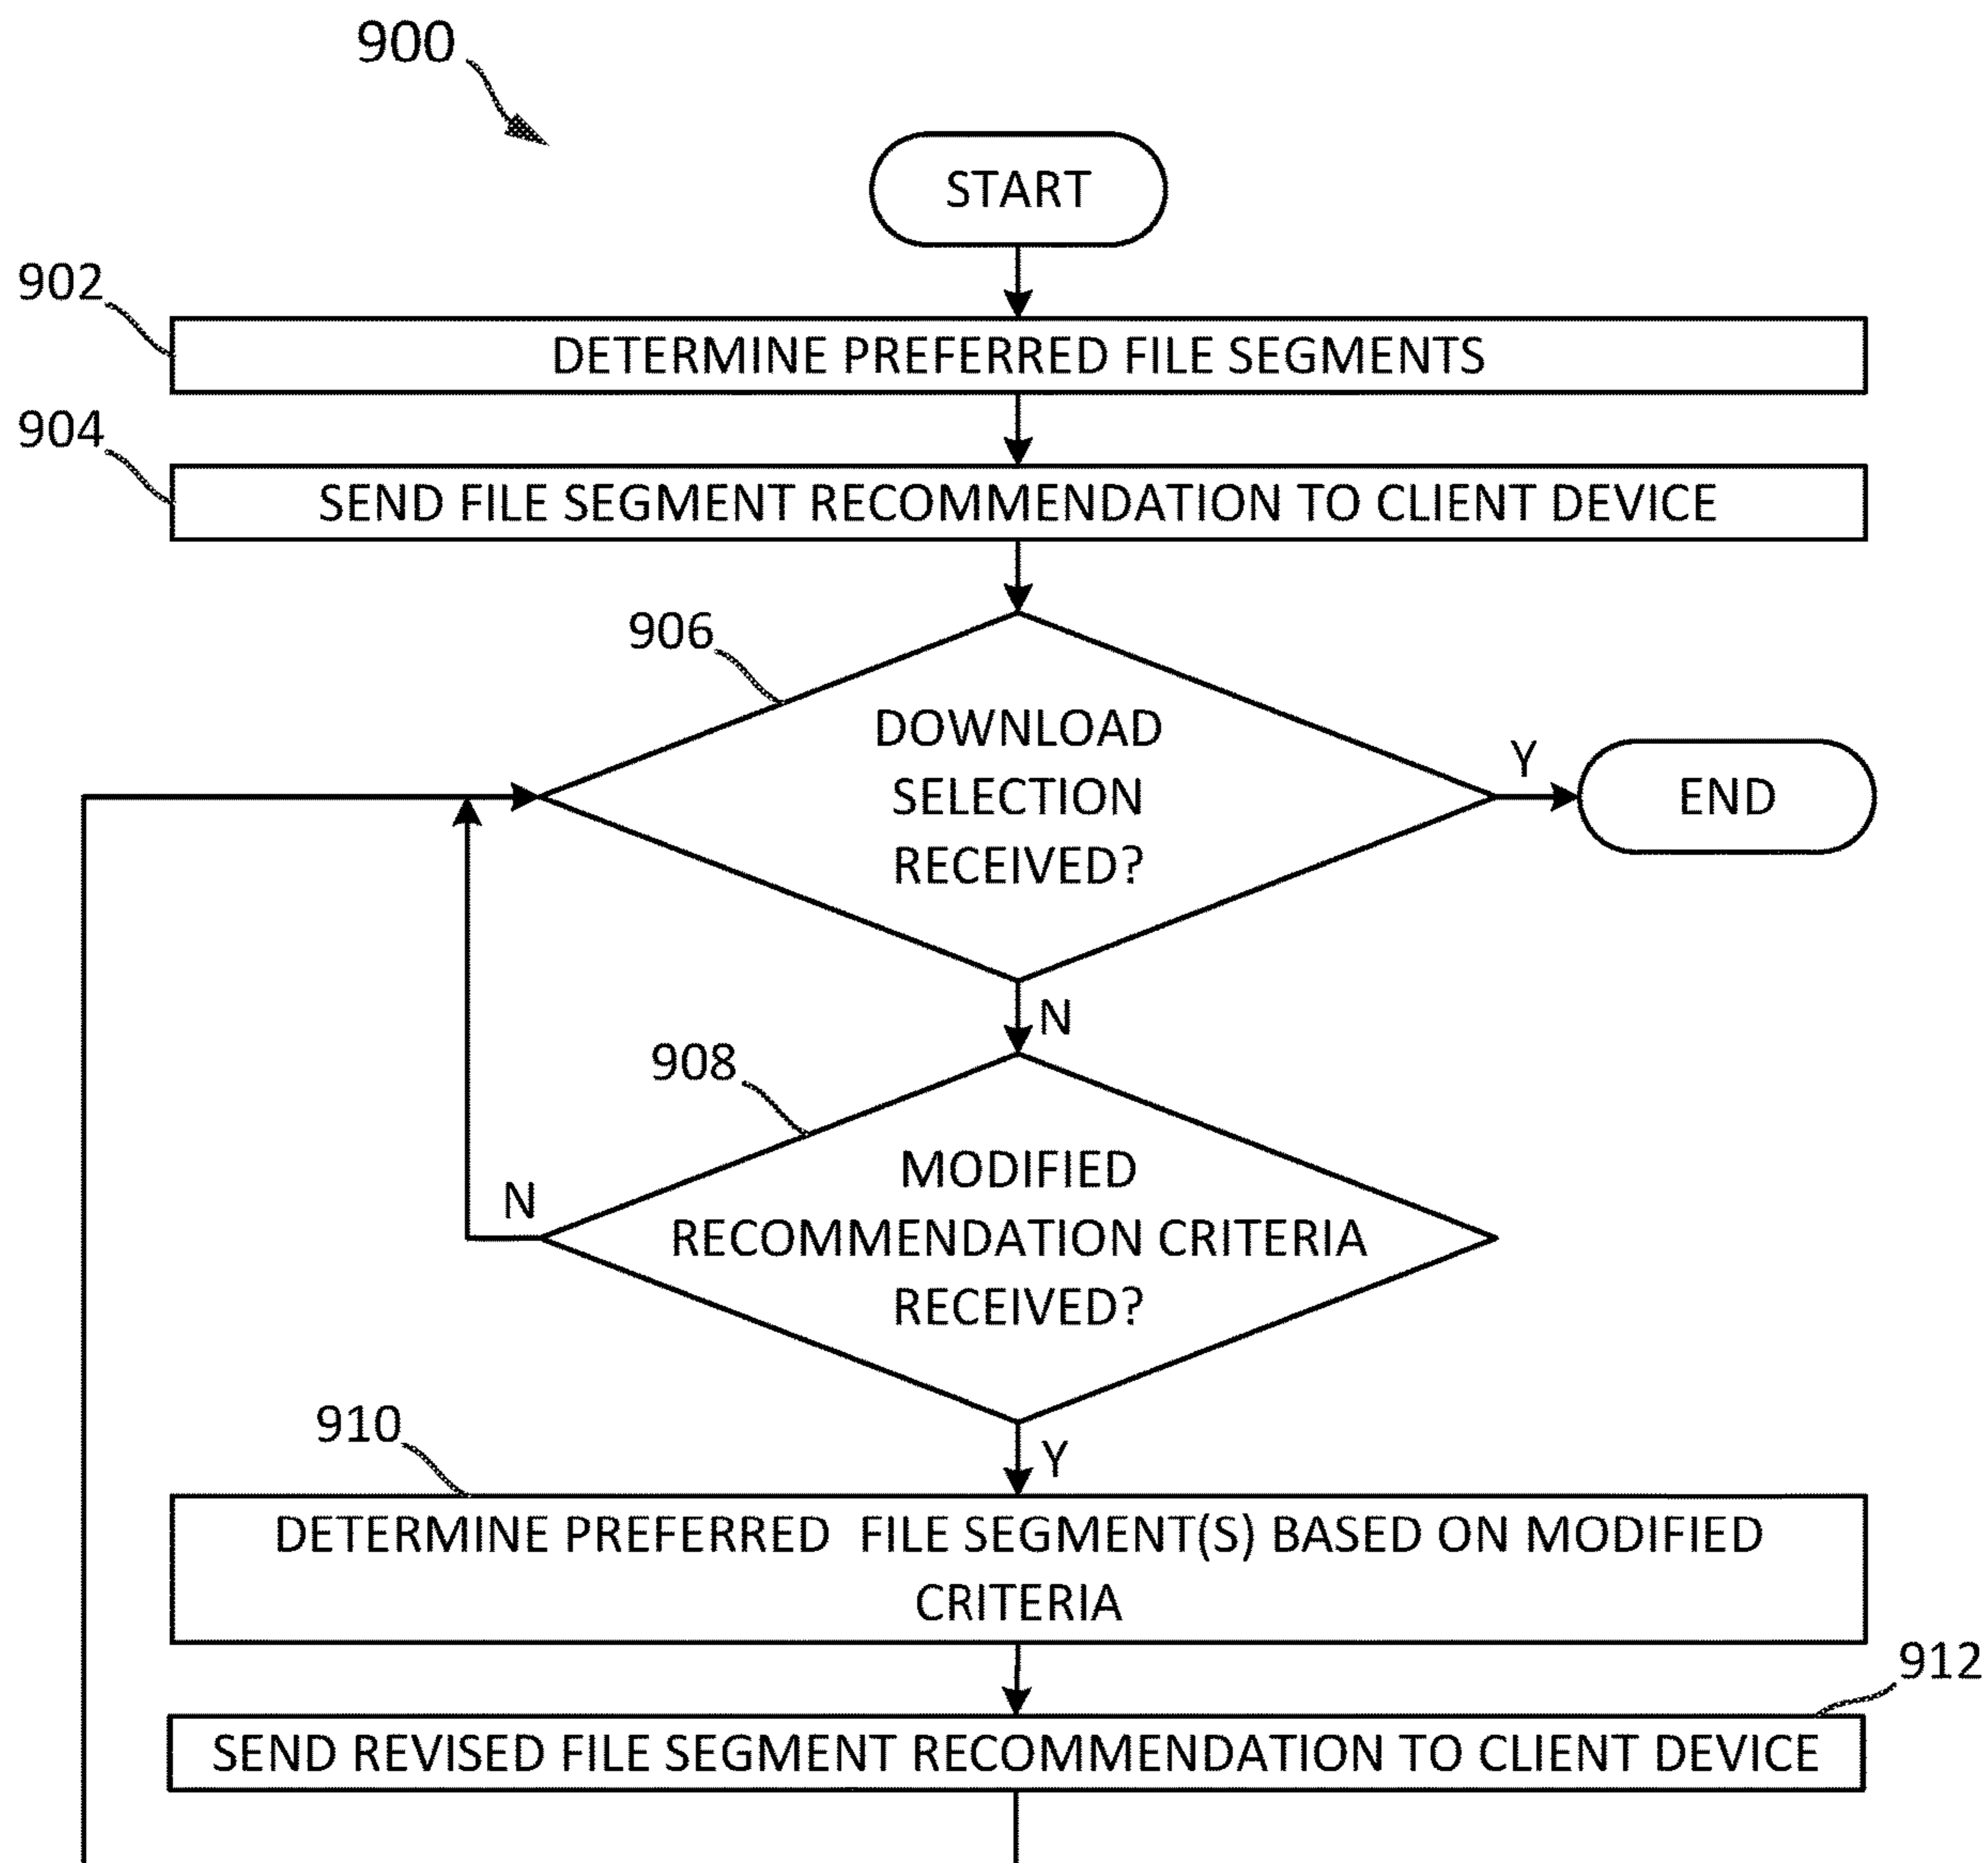 900
START
902
DETERMINE PREFERRED FILE SEGMENTS
904
SEND FILE SEGMENT RECOMMENDATION TO CLIENT DEVICE
906
DOWNLOAD
SELECTION
RECEIVED?
Y
END
N
908
MODIFIED
RECOMMENDATION CRITERIA
RECEIVED?
N
Y
910
DETERMINE PREFERRED FILE SEGMENT(S) BASED ON MODIFIED
CRITERIA
912
SEND REVISED FILE SEGMENT RECOMMENDATION TO CLIENT DEVICE